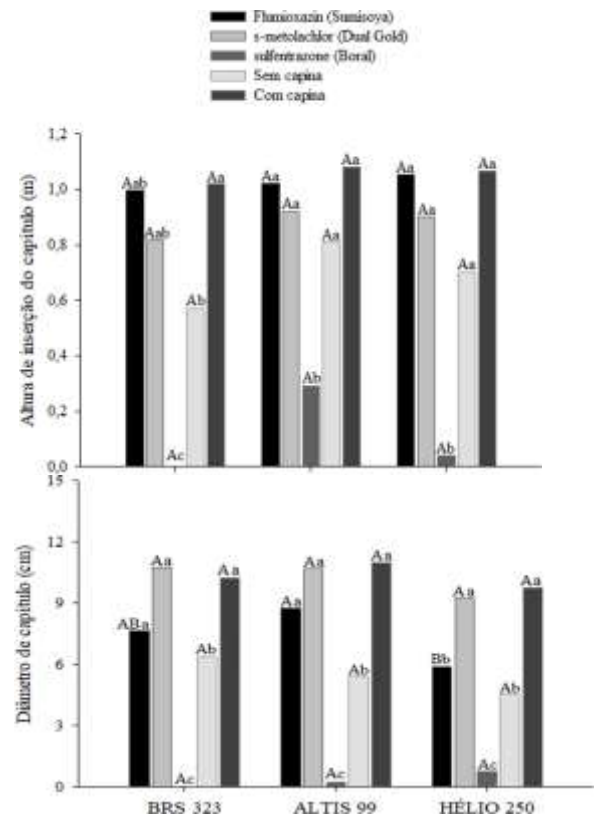 Flumioxazin (Sumisoya)
s-metolachlor (Dual Gold)
sulfentrazone (Boral)
Sem capina
Com capina
Altura de inserção do capítulo (m)
1,2
1,0
0,8
0,6
0,4
0,2
0,0
Aab
Aab
Ac
Ab
Aa
Aa
Aa
Ab
Aa
Aa
Aa
Aa
Ab
Aa
Aa
Diâmetro de capítulo (cm)
15
12
9
6
3
0
ABa
Aa
Ac
Ab
Aa
Aa
Aa
Ac
Ab
Aa
Bb
Aa
Ac
Ab
Aa
BRS 323
ALTIS 99
HÉLIO 250